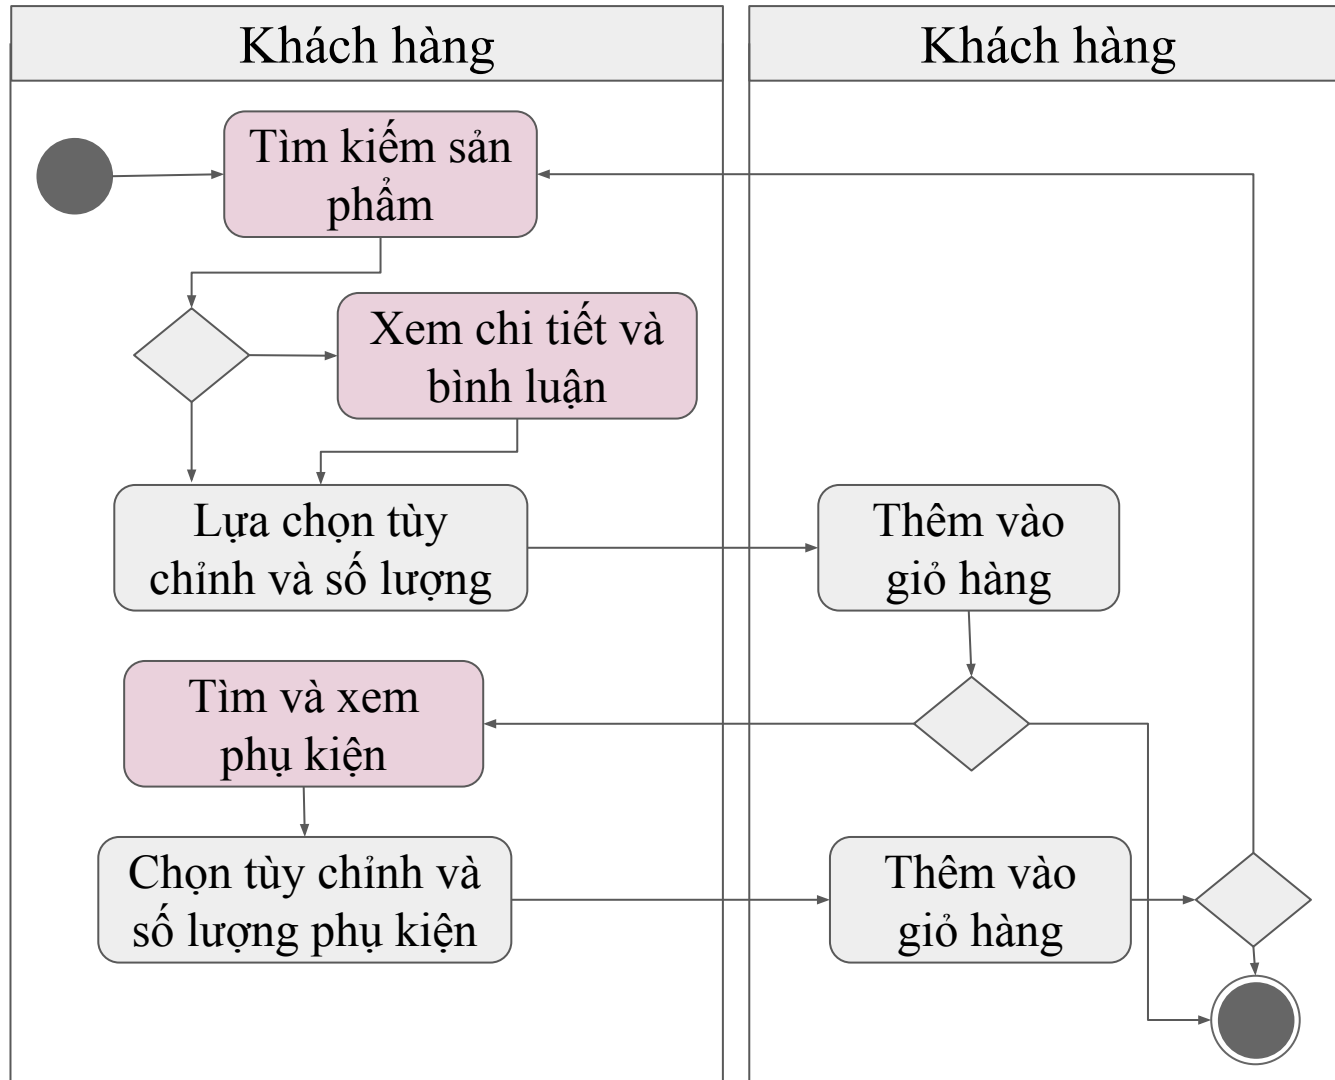 Khách hàng
Khách hàng
Tìm kiếm sản
phẩm
Xem chi tiết và
bình luận
Lựa chọn tùy
chỉnh và số lượng
Thêm vào
giỏ hàng
Tìm và xem
phụ kiện
Chọn tùy chỉnh và
số lượng phụ kiện
Thêm vào
giỏ hàng